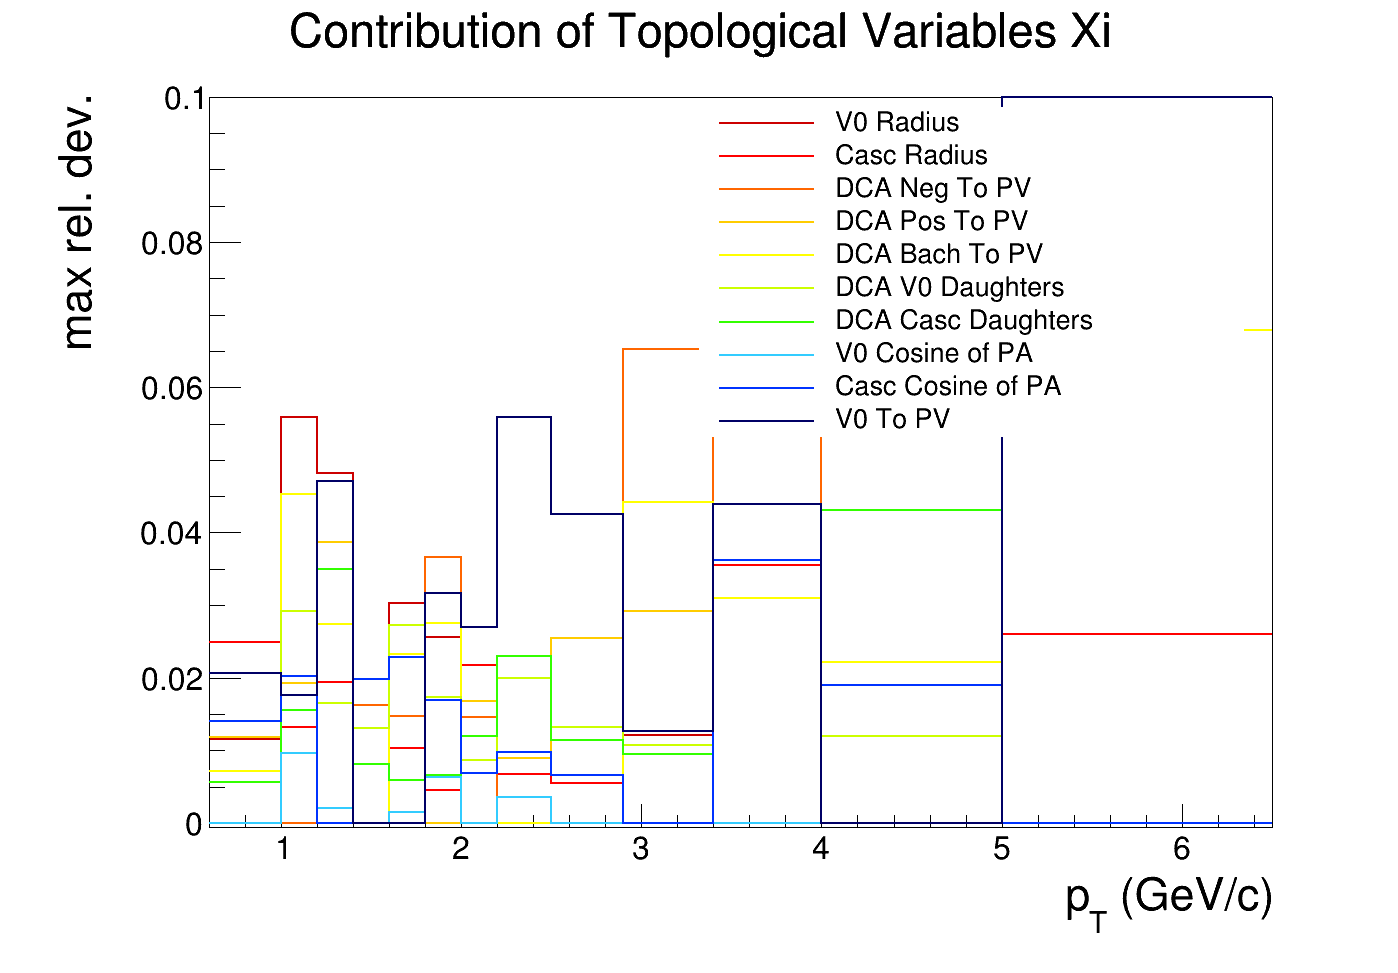 Contribution of Topological Variables Xi
max rel. dev.
0.1
0.08
0.06
0.04
0.02
0
V0 Radius
Casc Radius
DCA Neg To PV
DCA Pos To PV
DCA Bach To PV
DCA V0 Daughters
DCA Casc Daughters
V0 Cosine of PA
Casc Cosine of PA
V0 To PV
1 2 3 4 5 6
pT (GeV/c)